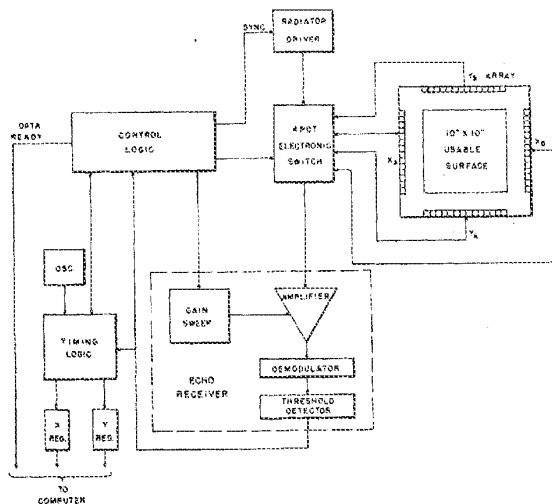 SYNC
RADIATOR
DRIVER
DATA
READY
CONTROL
LOGIC
4PDT
ELECTRONIC
SWITCH
ARRAY
10" X 10"
USABLE
SURFACE
OSC
TIMING
LOGIC
GAIN
SWEEP
AMPLIFIER
DEMODULATOR
THRESHOLD
DETECTOR
ECHO
RECEIVER
X
REG.
Y
REG.
TO
COMPUTER